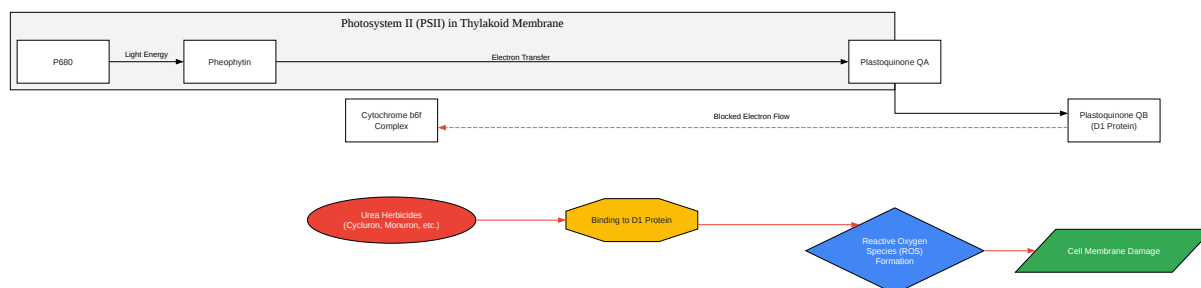 Photosystem II (PSII) in Thylakoid Membrane
P680
Light Energy
Pheophytin
Electron Transfer
Plastoquinone QA
Cytochrome b6f
Complex
Blocked Electron Flow
Plastoquinone QB
(D1 Protein)
Urea Herbicides
(Cycluron, Monuron, etc.)
Binding to D1 Protein
Reactive Oxygen
Species (ROS)
Formation
Cell Membrane Damage